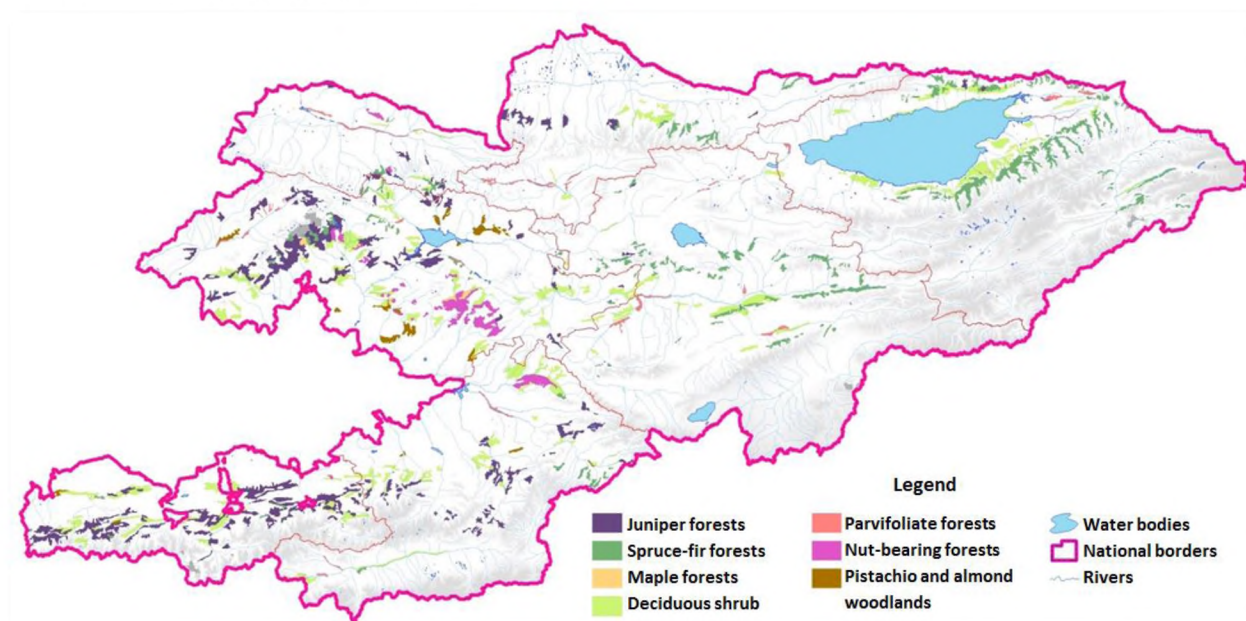 Legend
Juniper forests
Spruce-fir forests
Maple forests
Deciduous shrub
Parvifoliate forests
Nut-bearing forests
Pistachio and almond
woodlands
Water bodies
National borders
Rivers